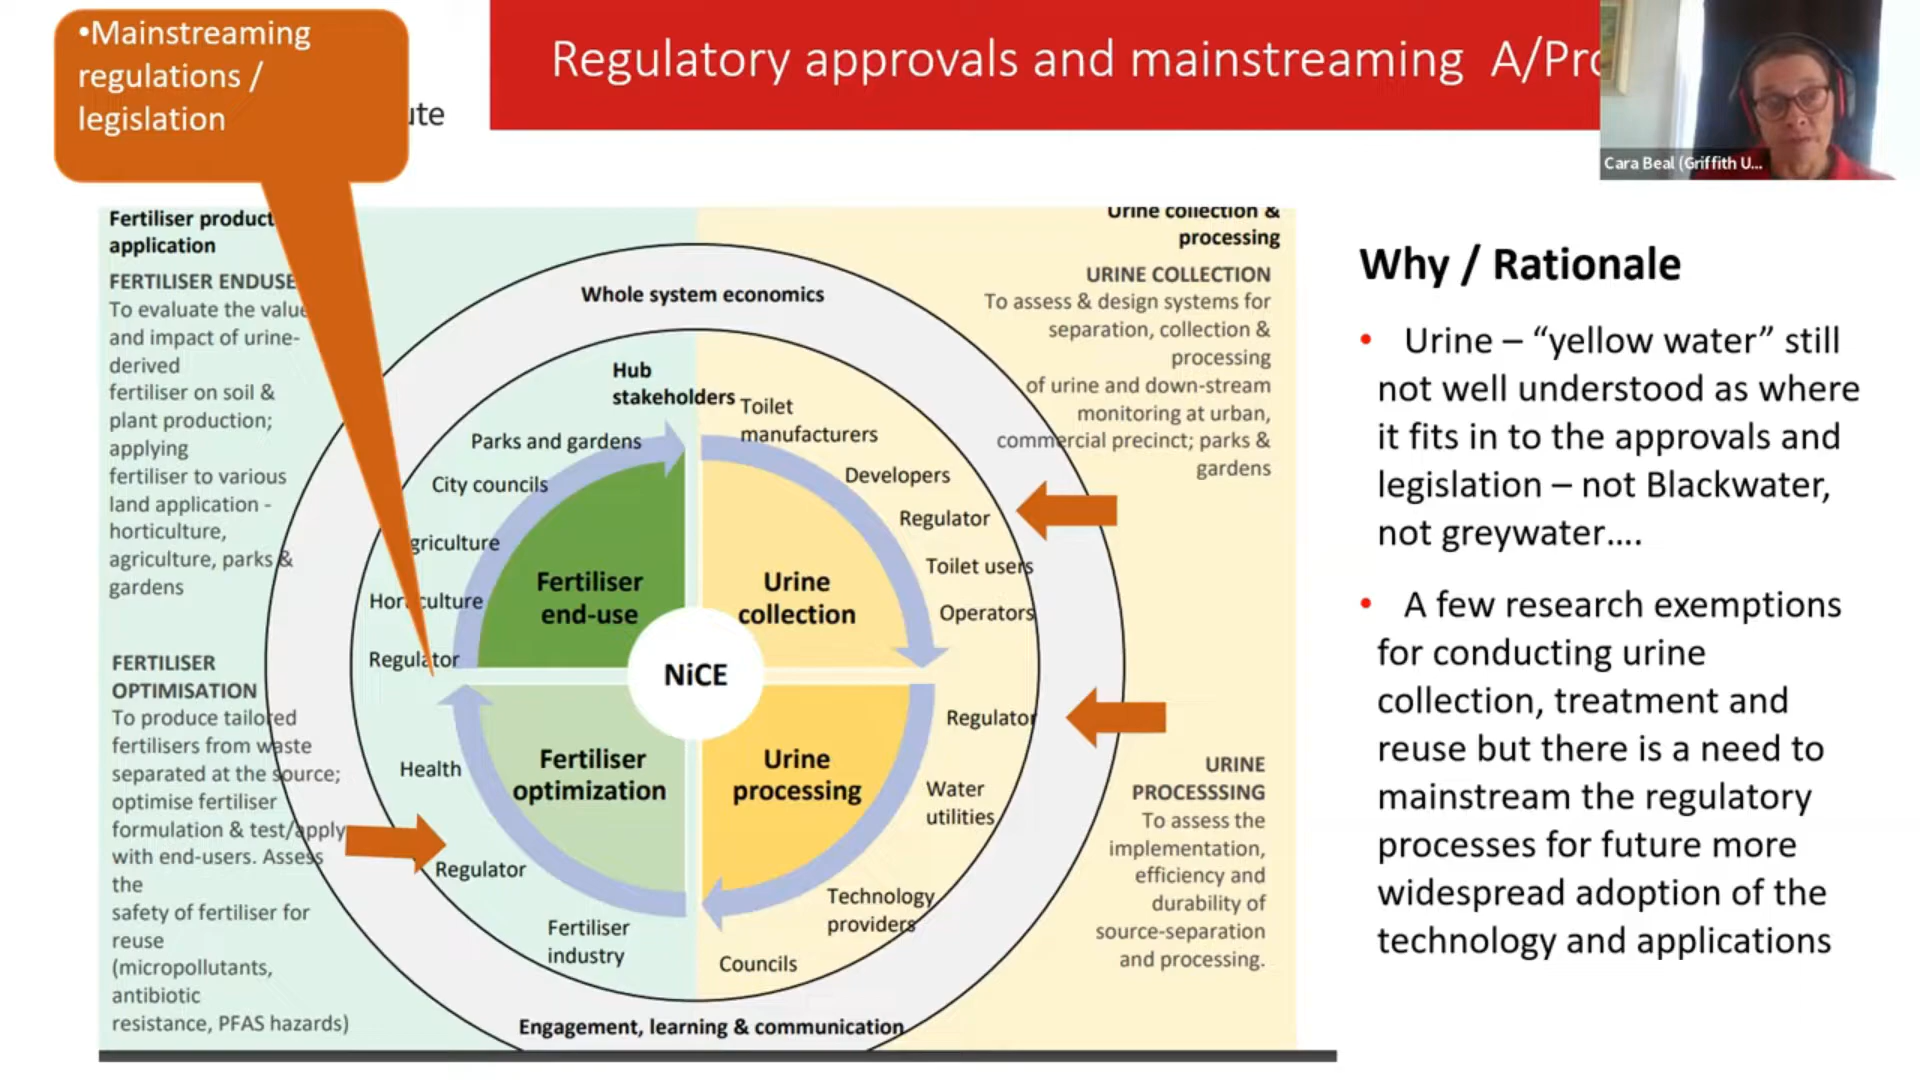 •Mainstreaming
regulations /
legislation
ute
Regulatory approvals and mainstreaming A/Pro
Cara Beal (Griffith U...
Fertiliser product
application
FERTILISER ENDUSE
To evaluate the value
and impact of urine-
derived
fertiliser on soil &
plant production;
applying
fertiliser to various
land application -
horticulture,
agriculture, parks &
gardens
FERTILISER
OPTIMISATION
To produce tailored
fertilisers from waste
separated at the source;
optimise fertiliser
formulation & test/apply
with end-users. Assess
the
safety of fertiliser for
reuse
(micropollutants,
antibiotic
resistance, PFAS hazards)
Whole system economics
Hub
stakeholders
Parks and gardens
City councils
griculture
Horticulture
Regulator
Health
Regulator
Fertiliser
industry
Toilet
manufacturers
Developers
Regulator
Toilet users
Operators
Regulator
Water
utilities
Technology
providers
Councils
Fertiliser
end-use
Urine
collection
NiCE
Fertiliser
optimization
Urine
processing
Engagement, learning & communication
Urine collection &
processing
URINE COLLECTION
To assess & design systems for
separation, collection &
processing
of urine and down-stream
monitoring at urban,
commercial precinct; parks &
gardens
URINE
PROCESSSING
To assess the
implementation,
efficiency and
durability of
source-separation
and processing.
Why / Rationale
• Urine – “yellow water” still
not well understood as where
it fits in to the approvals and
legislation – not Blackwater,
not greywater….
• A few research exemptions
for conducting urine
collection, treatment and
reuse but there is a need to
mainstream the regulatory
processes for future more
widespread adoption of the
technology and applications